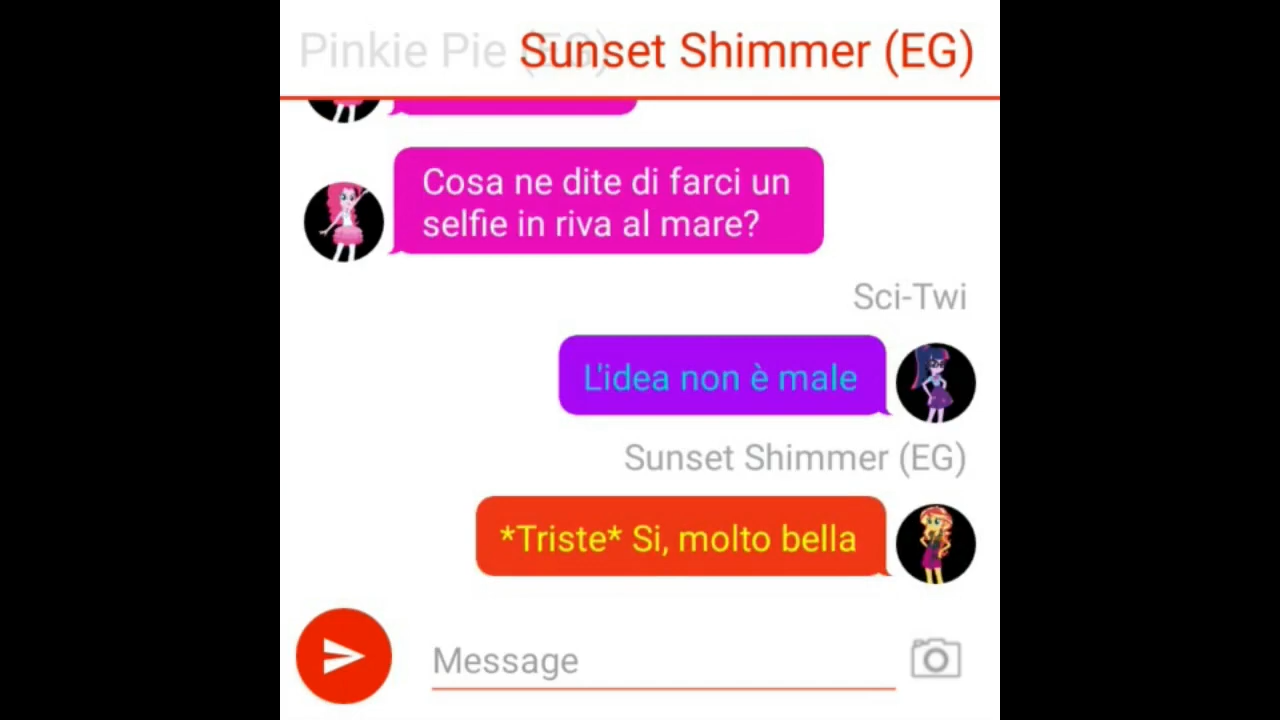 Pinkie Pie (EG) Sunset Shimmer (EG)
Cosa ne dite di farci un
selfie in riva al mare?
Sci-Twi
L'idea non è male
Sunset Shimmer (EG)
*Triste* Si, molto bella
Message